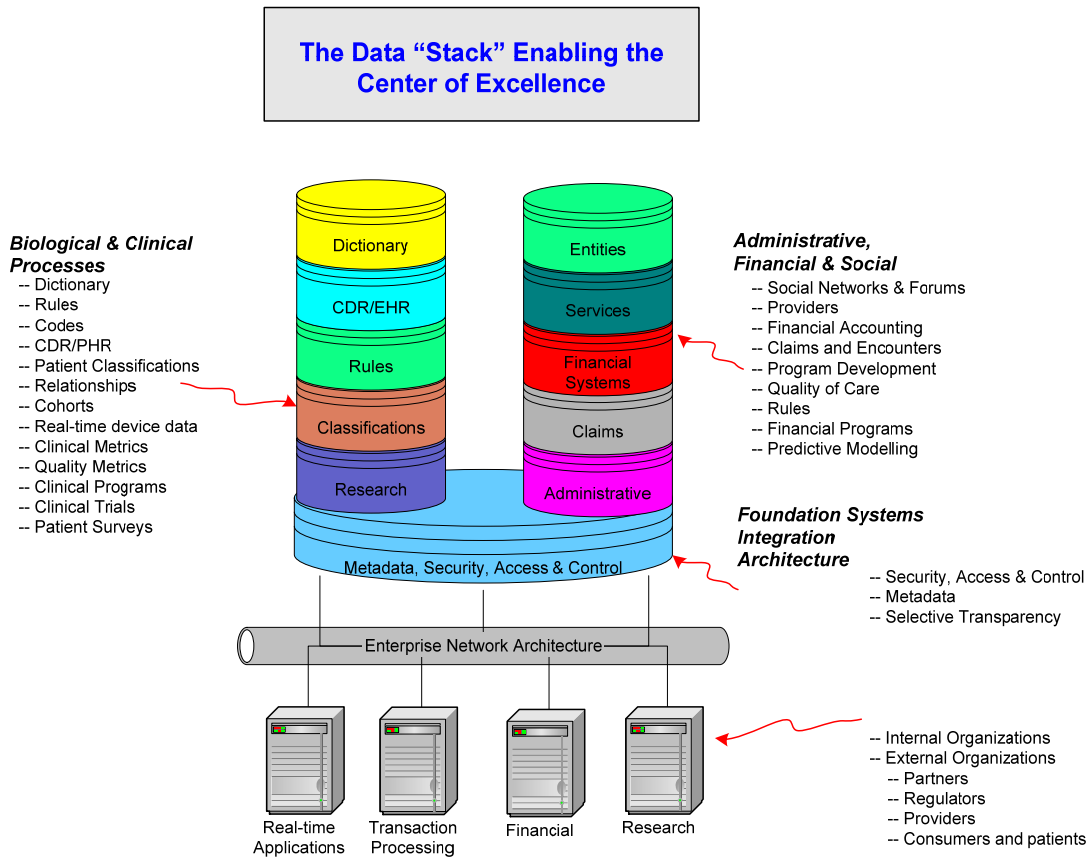 The Data “Stack” Enabling the
Center of Excellence
Biological & Clinical
Processes
-- Dictionary
-- Rules
-- Codes
-- CDR/PHR
-- Patient Classifications
-- Relationships
-- Cohorts
-- Real-time device data
-- Clinical Metrics
-- Quality Metrics
-- Clinical Programs
-- Clinical Trials
-- Patient Surveys
Dictionary
CDR/EHR
Rules
Classifications
Research
Entities
Services
Financial
Systems
Claims
Administrative
Metadata, Security, Access & Control
Administrative,
Financial & Social
-- Social Networks & Forums
-- Providers
-- Financial Accounting
-- Claims and Encounters
-- Program Development
-- Quality of Care
-- Rules
-- Financial Programs
-- Predictive Modelling
Foundation Systems
Integration
Architecture
-- Security, Access & Control
-- Metadata
-- Selective Transparency
Enterprise Network Architecture
Real-time
Applications
Transaction
Processing
Financial
Research
-- Internal Organizations
-- External Organizations
-- Partners
-- Regulators
-- Providers
-- Consumers and patients